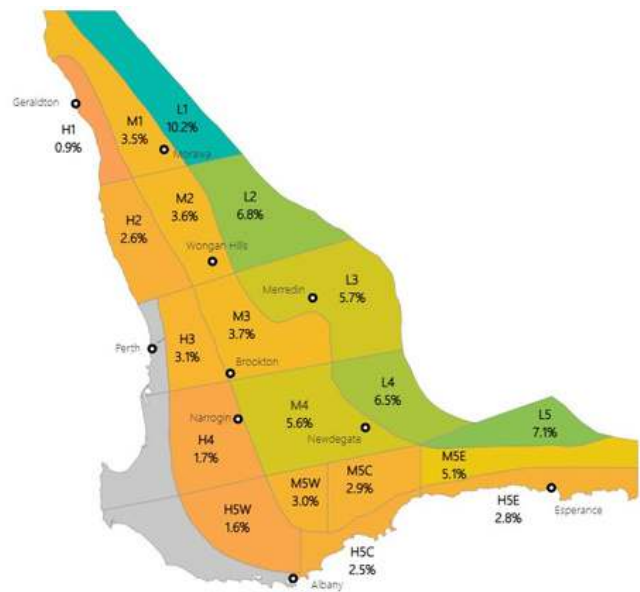 Geraldton
H1
0.9%
M1
3.5%
L1
10.2%
Morawa
H2
2.6%
M2
3.6%
L2
6.8%
Wongan Hills
Merredin
L3
5.7%
Perth
H3
3.1%
M3
3.7%
Brookton
L4
6.5%
Narrogin
H4
1.7%
M4
5.6%
Newdegate
L5
7.1%
M5E
5.1%
H5W
1.6%
M5W
3.0%
M5C
2.9%
H5E
2.8%
Esperance
H5C
2.5%
Albany